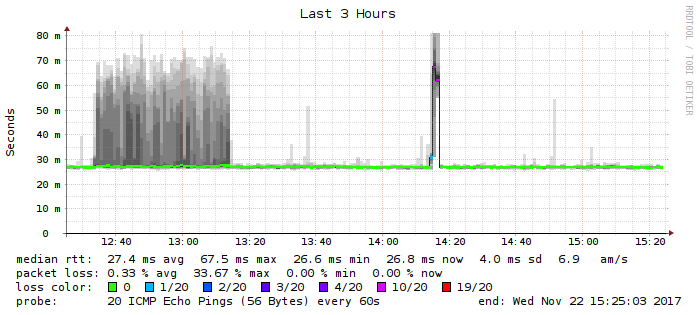 Last 3 Hours
RRDTOOL / TOBI OETIKER
Seconds
80 m
70 m
60 m
50 m
40 m
30 m
20 m
10 m
0
12:40 13:00 13:20 13:40 14:00 14:20 14:40 15:00 15:20
median rtt: 27.4 ms avg 67.5 ms max 26.6 ms min 26.8 ms now 4.0 ms sd 6.9 am/s
packet loss: 0.33 % avg 33.67 % max 0.00 % min 0.00 % now
loss color: 0 1/20 2/20 3/20 4/20 10/20 19/20
probe: 20 ICMP Echo Pings (56 Bytes) every 60s end: Wed Nov 22 15:25:03 2017